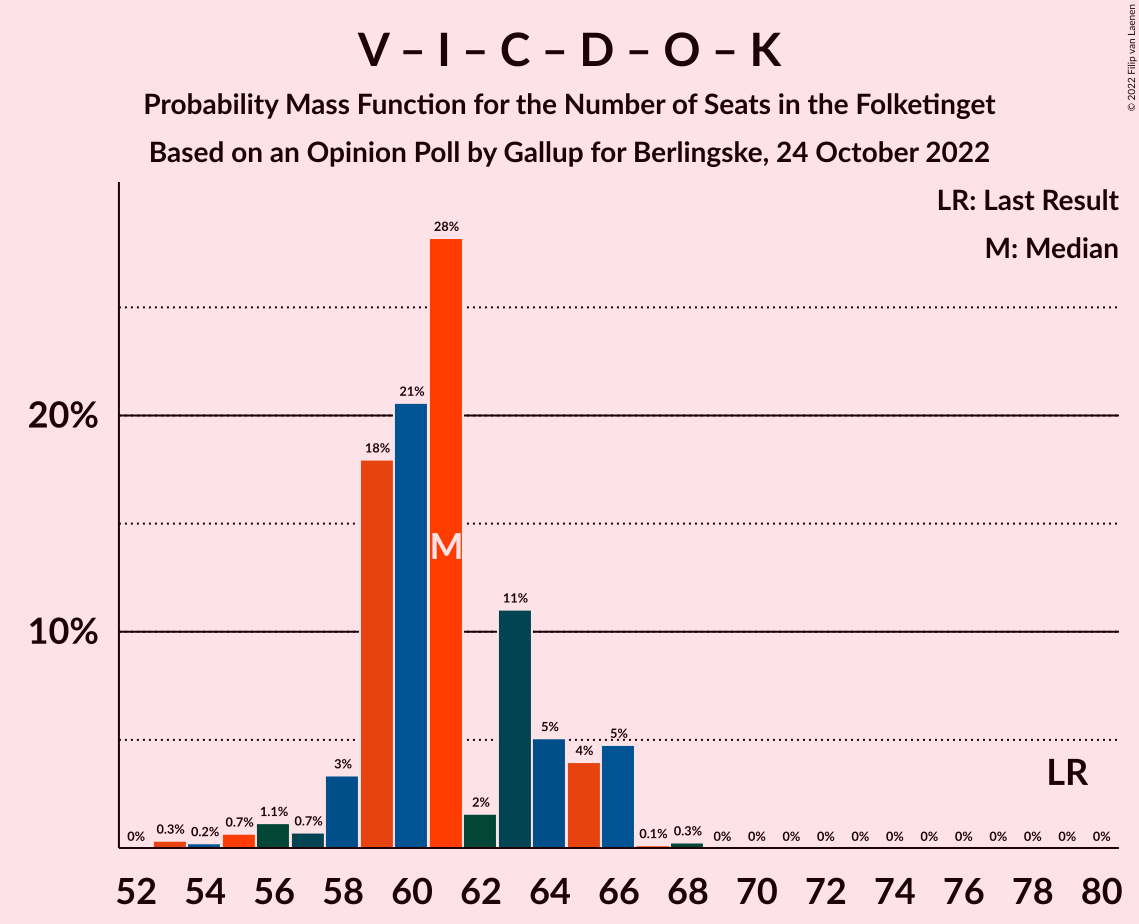 V – I – C – D – O – K
Probability Mass Function for the Number of Seats in the Folketinget
Based on an Opinion Poll by Gallup for Berlingske, 24 October 2022
© 2022 Filip van Laenen
LR: Last Result
M: Median
20%
10%
0% 0.3% 0.2% 0.7% 1.1% 0.7% 3% 18% 21% 28% 2% 11% 5% 4% 5% 0.1% 0.3% 0% 0% 0% 0% 0% 0% 0% 0% 0% 0% 0% 0%
M
LR
52 54 56 58 60 62 64 66 68 70 72 74 76 78 80